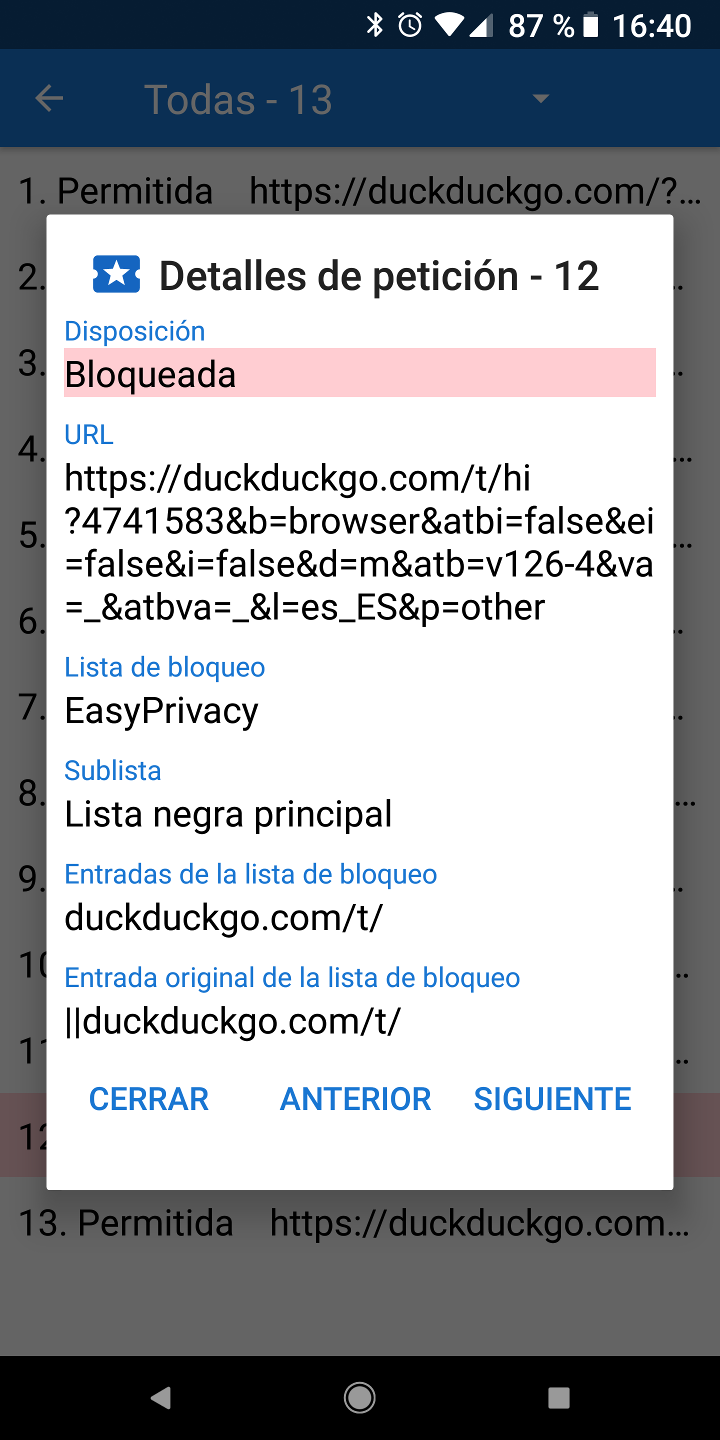 87 % 16:40
Todas - 13
1. Permitida https://duckduckgo.com/?...
2.
3.
4.
5.
6.
7.
8.
9.
Detalles de petición - 12
Disposición
Bloqueada
URL
https://duckduckgo.com/t/hi
?4741583&b=browser&atbi=false&ei
=false&i=false&d=m&atb=v126-4&va
=_&atbva=_&l=es_ES&p=other
Lista de bloqueo
EasyPrivacy
Sublista
Lista negra principal
Entradas de la lista de bloqueo
duckduckgo.com/t/
Entrada original de la lista de bloqueo
||duckduckgo.com/t/
CERRAR ANTERIOR SIGUIENTE
13. Permitida https://duckduckgo.com...